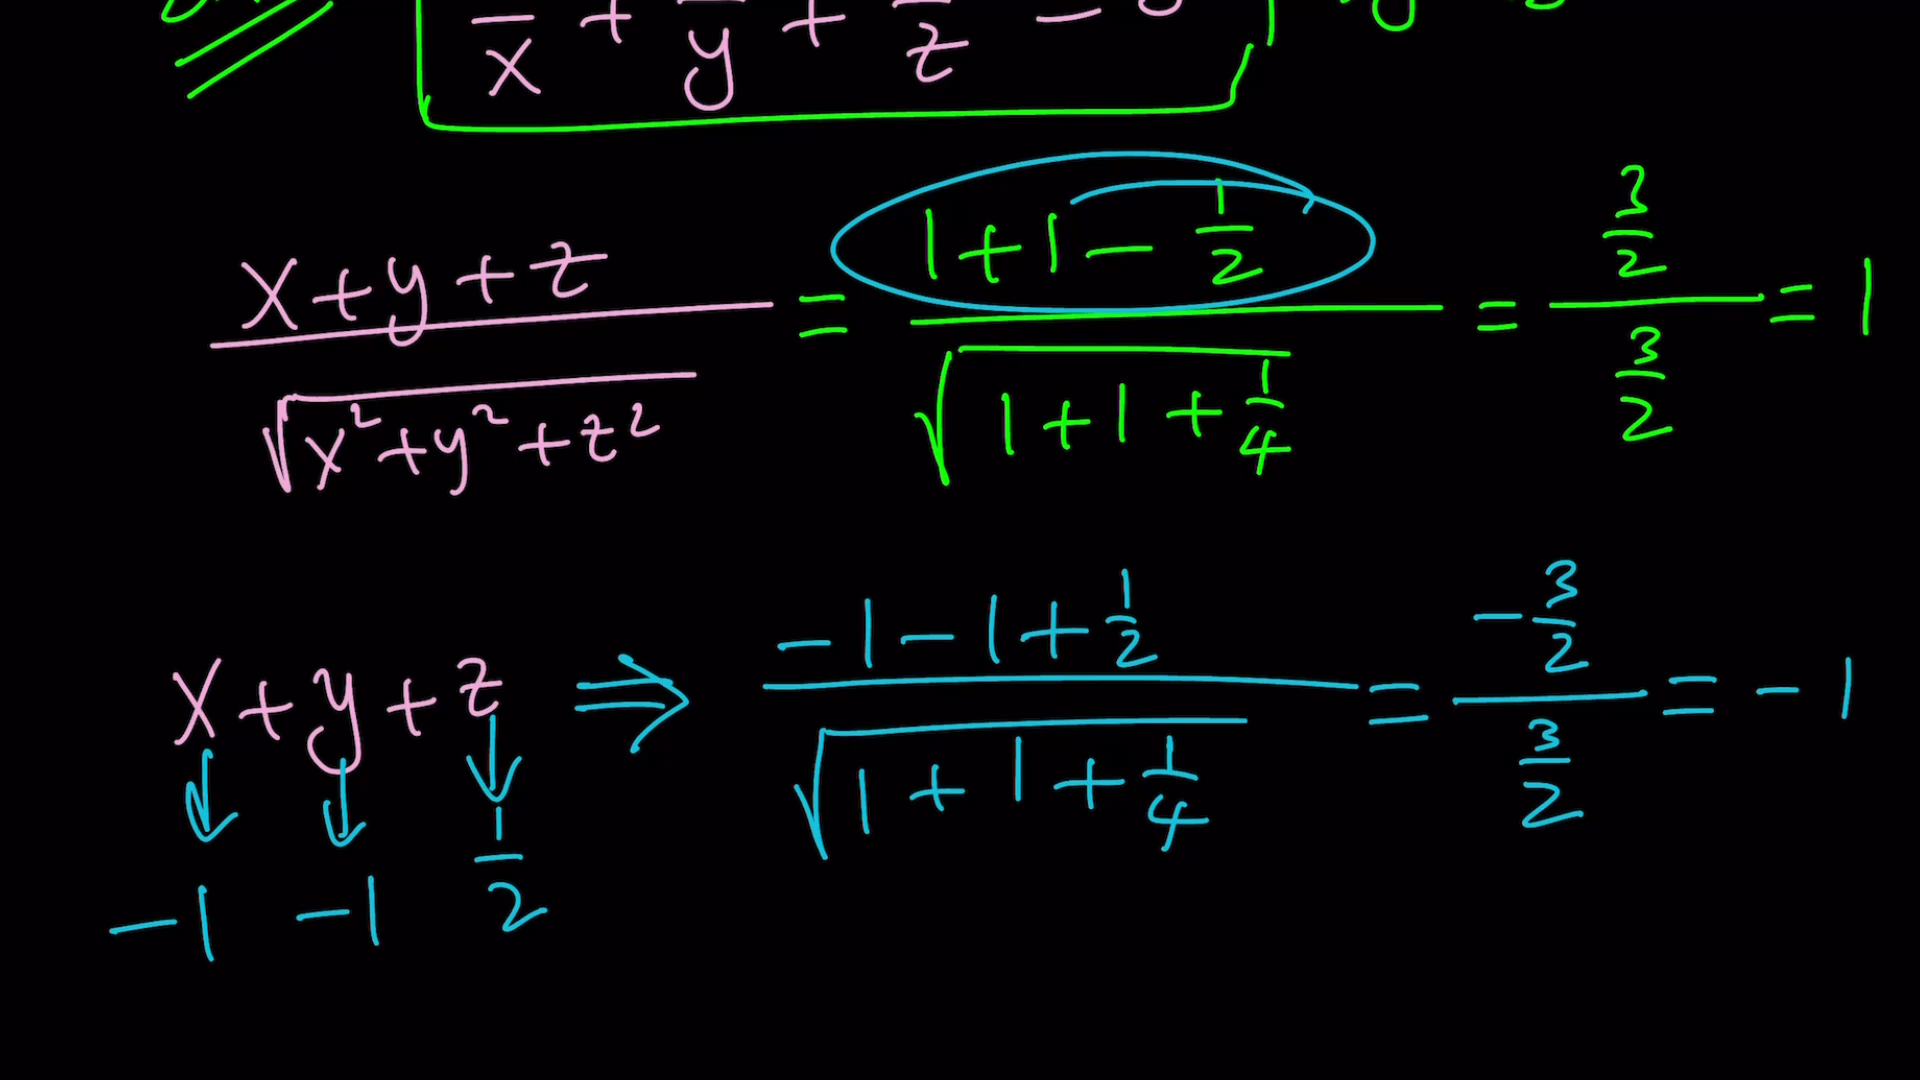 — + — + — = 0
x y z
(x+y+z)/√(x²+y²+z²) = (1+1-1/2)/√(1+1+1/4) = (3/2)/(3/2) = 1
x+y+z ⇒ (-1-1+1/2)/√(1+1+1/4) = (-3/2)/(3/2) = -1
-1 -1 1/2